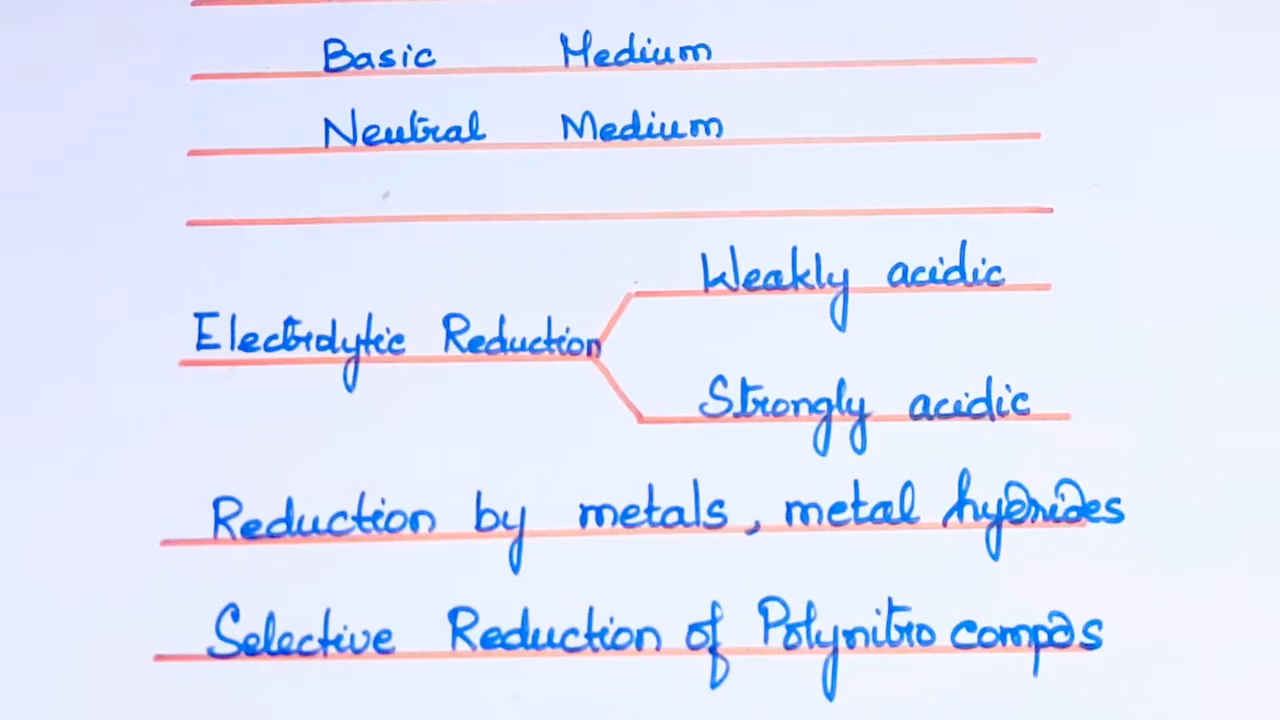 Basic Medium
Neutral Medium
Weakly acidic
Electrolytic Reduction
Strongly acidic
Reduction by metals, metal hydrides
Selective Reduction of Polynitro compds